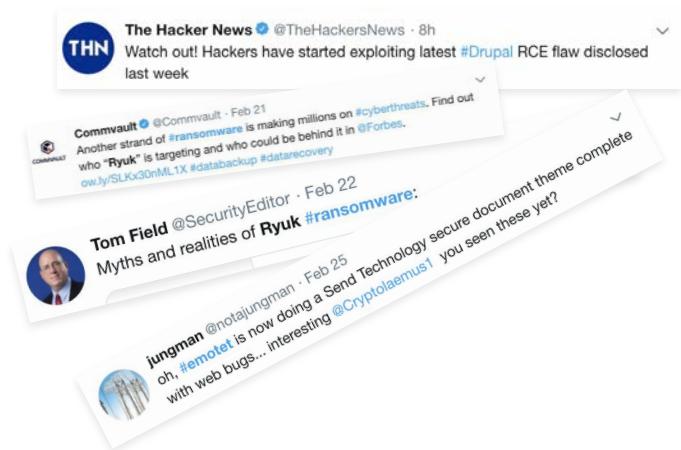 THN
The Hacker News @TheHackersNews · 8h
Watch out! Hackers have started exploiting latest #Drupal RCE flaw disclosed
last week
COMMVAULT
Commvault @Commvault · Feb 21
Another strand of #ransomware is making millions on #cyberthreats. Find out
who "Ryuk" is targeting and who could be behind it in @Forbes.
ow.ly/SLKx30nML1X #databackup #datarecovery
Tom Field @SecurityEditor · Feb 22
Myths and realities of Ryuk #ransomware:
jungman @notajungman · Feb 25
oh, #emotet is now doing a Send Technology secure document theme complete
with web bugs... interesting @Cryptolaemus1 you seen these yet?